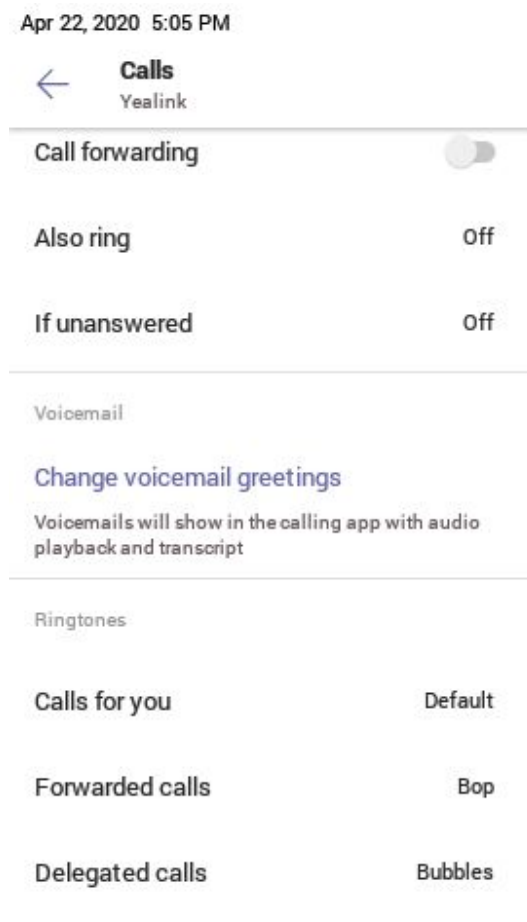 Apr 22, 2020 5:05 PM
Calls
Yealink
Call forwarding
Also ring Off
If unanswered Off
Voicemail
Change voicemail greetings
Voicemails will show in the calling app with audio
playback and transcript
Ringtones
Calls for you Default
Forwarded calls Bop
Delegated calls Bubbles